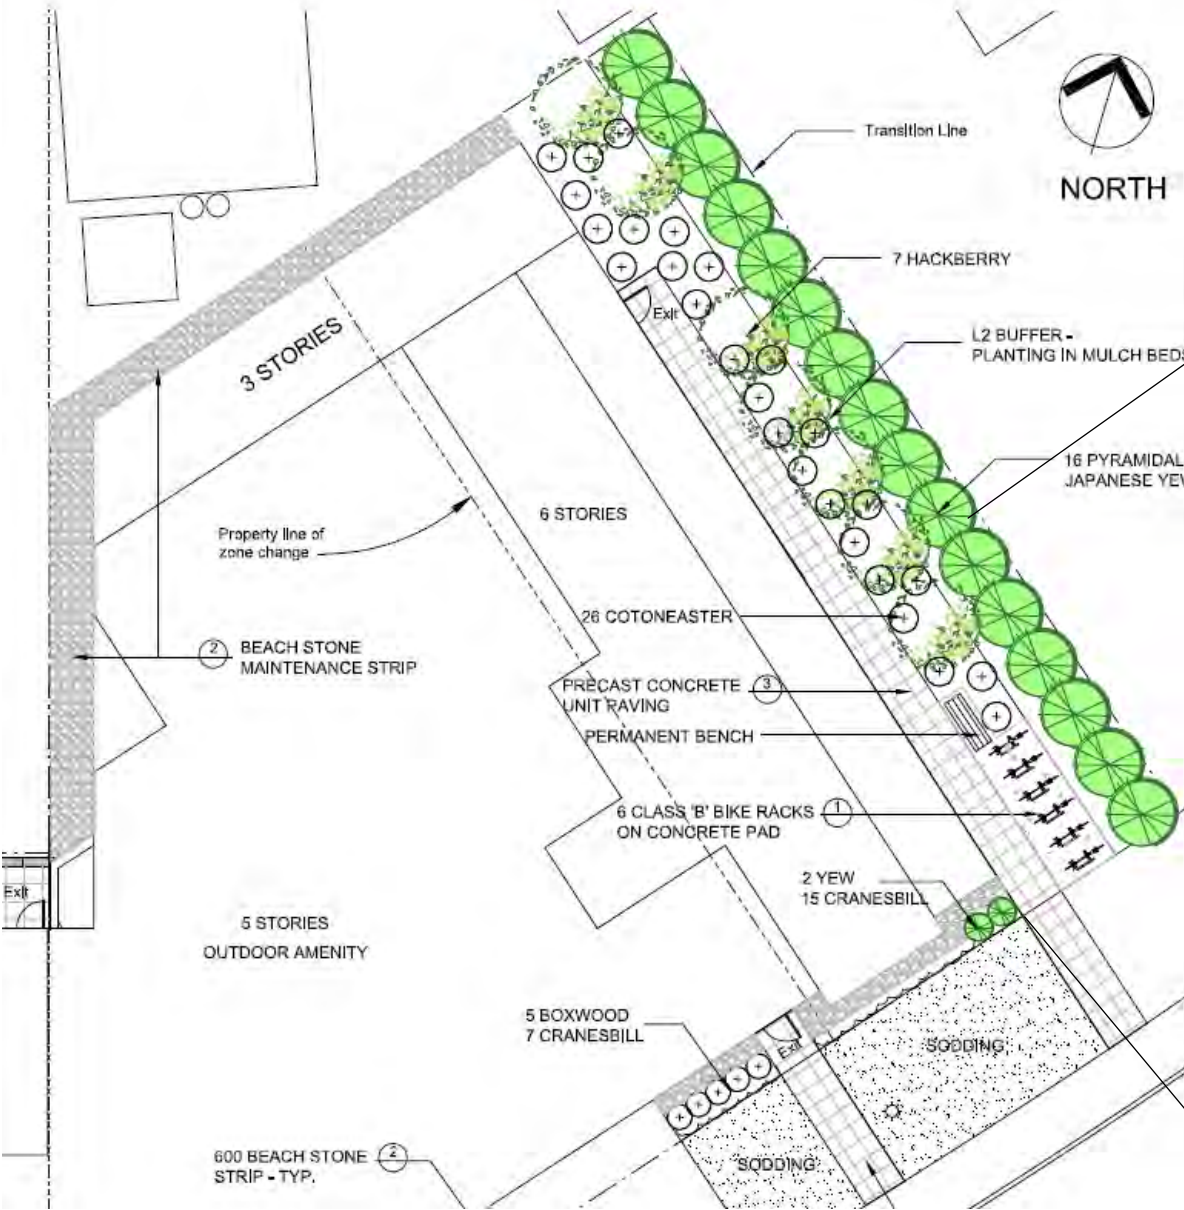 Transition Line
NORTH
7 HACKBERRY
Exit
L2 BUFFER -
PLANTING IN MULCH BEDS
3 STORIES
16 PYRAMIDAL
JAPANESE YEW
6 STORIES
Property line of
zone change
26 COTONEASTER
2 BEACH STONE
MAINTENANCE STRIP
PRECAST CONCRETE 3
UNIT PAVING
PERMANENT BENCH
6 CLASS 'B' BIKE RACKS 1
ON CONCRETE PAD
2 YEW
15 CRANESBILL
Exit
5 STORIES
OUTDOOR AMENITY
5 BOXWOOD
7 CRANESBILL
Exit
SODDING
600 BEACH STONE 2
STRIP - TYP.
SODDING